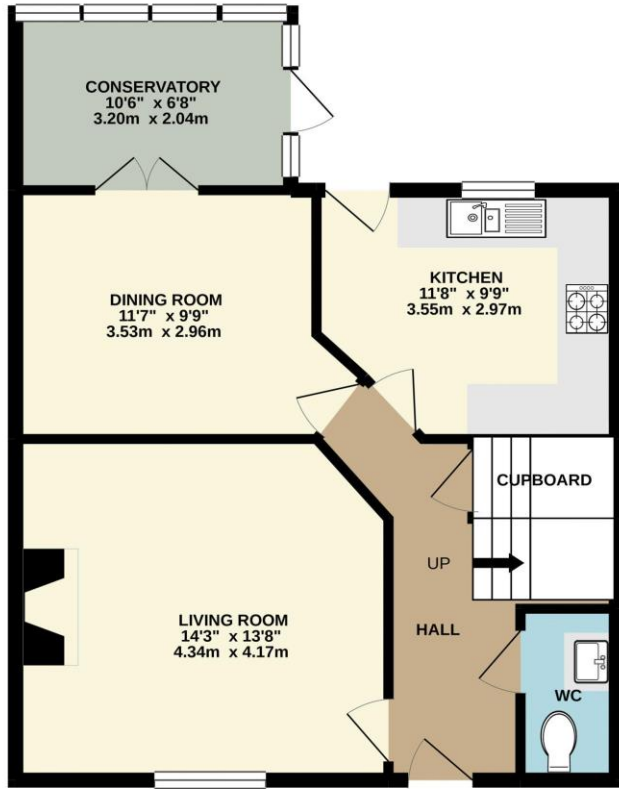 CONSERVATORY
10'6" x 6'8"
3.20m x 2.04m
DINING ROOM
11'7" x 9'9"
3.53m x 2.96m
KITCHEN
11'8" x 9'9"
3.55m x 2.97m
CUPBOARD
UP
HALL
LIVING ROOM
14'3" x 13'8"
4.34m x 4.17m
WC